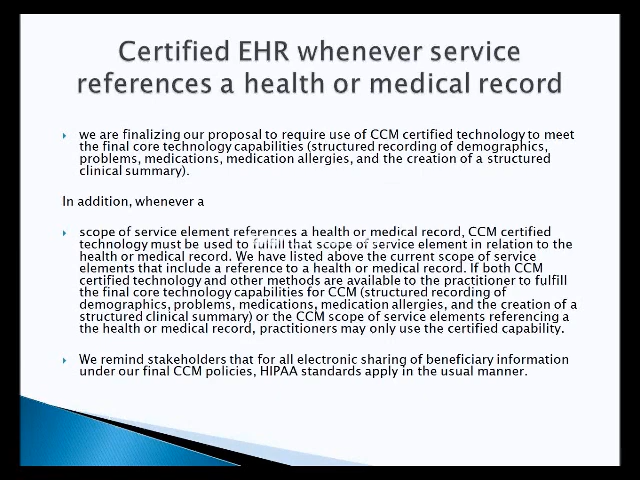 Certified EHR whenever service
references a health or medical record
we are finalizing our proposal to require use of CCM certified technology to meet
the final core technology capabilities (structured recording of demographics,
problems, medications, medication allergies, and the creation of a structured
clinical summary).
In addition, whenever a
scope of service element references a health or medical record, CCM certified
technology must be used to fulfill that scope of service element in relation to the
health or medical record. We have listed above the current scope of service
elements that include a reference to a health or medical record. If both CCM
certified technology and other methods are available to the practitioner to fulfill
the final core technology capabilities for CCM (structured recording of
demographics, problems, medications, medication allergies, and the creation of a
structured clinical summary) or the CCM scope of service elements referencing a
the health or medical record, practitioners may only use the certified capability.
We remind stakeholders that for all electronic sharing of beneficiary information
under our final CCM policies, HIPAA standards apply in the usual manner.